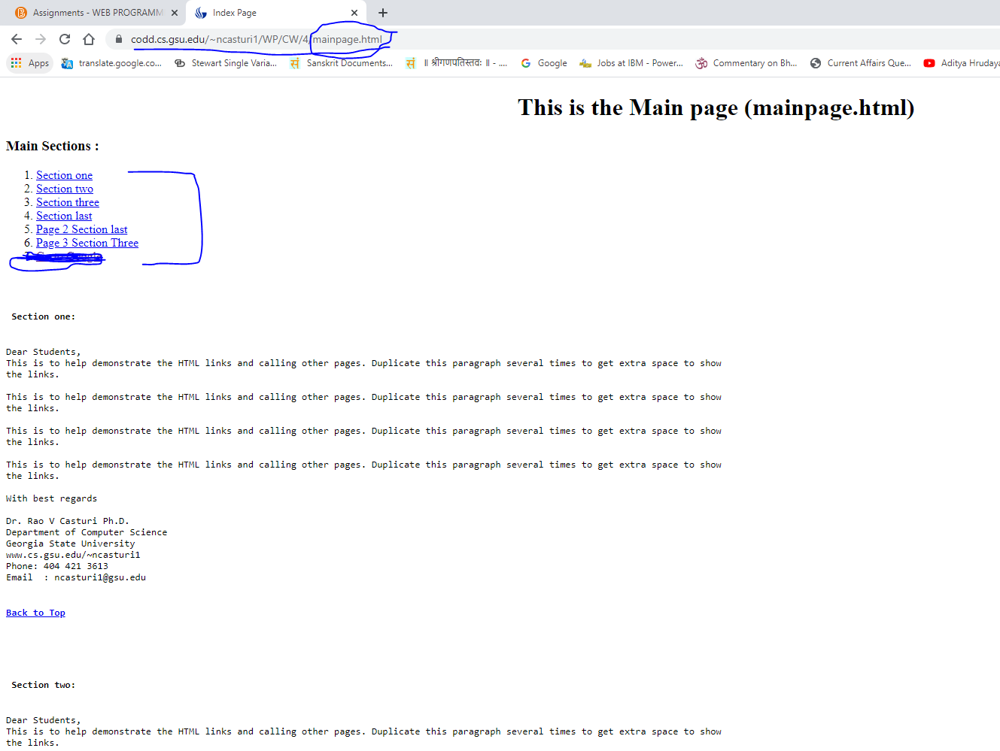 Assignments - WEB PROGRAMM
Index Page
codd.cs.gsu.edu/~ncasturi1/WP/CW/4/mainpage.html
Apps
translate.google.co...
Stewart Single Varia...
Sanskrit Documents...
॥ श्रीगणपतिस्तवः ॥ - ....
Google
Jobs at IBM - Power...
Commentary on Bh...
Current Affairs Que...
Aditya Hrudaya
This is the Main page (mainpage.html)
Main Sections :
1. Section one
2. Section two
3. Section three
4. Section last
5. Page 2 Section last
6. Page 3 Section Three
Section one:
Dear Students,
This is to help demonstrate the HTML links and calling other pages. Duplicate this paragraph several times to get extra space to show
the links.
This is to help demonstrate the HTML links and calling other pages. Duplicate this paragraph several times to get extra space to show
the links.
This is to help demonstrate the HTML links and calling other pages. Duplicate this paragraph several times to get extra space to show
the links.
This is to help demonstrate the HTML links and calling other pages. Duplicate this paragraph several times to get extra space to show
the links.
With best regards
Dr. Rao V Casturi Ph.D.
Department of Computer Science
Georgia State University
www.cs.gsu.edu/~ncasturi1
Phone: 404 421 3613
Email  : ncasturi1@gsu.edu
Back to Top
Section two:
Dear Students,
This is to help demonstrate the HTML links and calling other pages. Duplicate this paragraph several times to get extra space to show
the links.